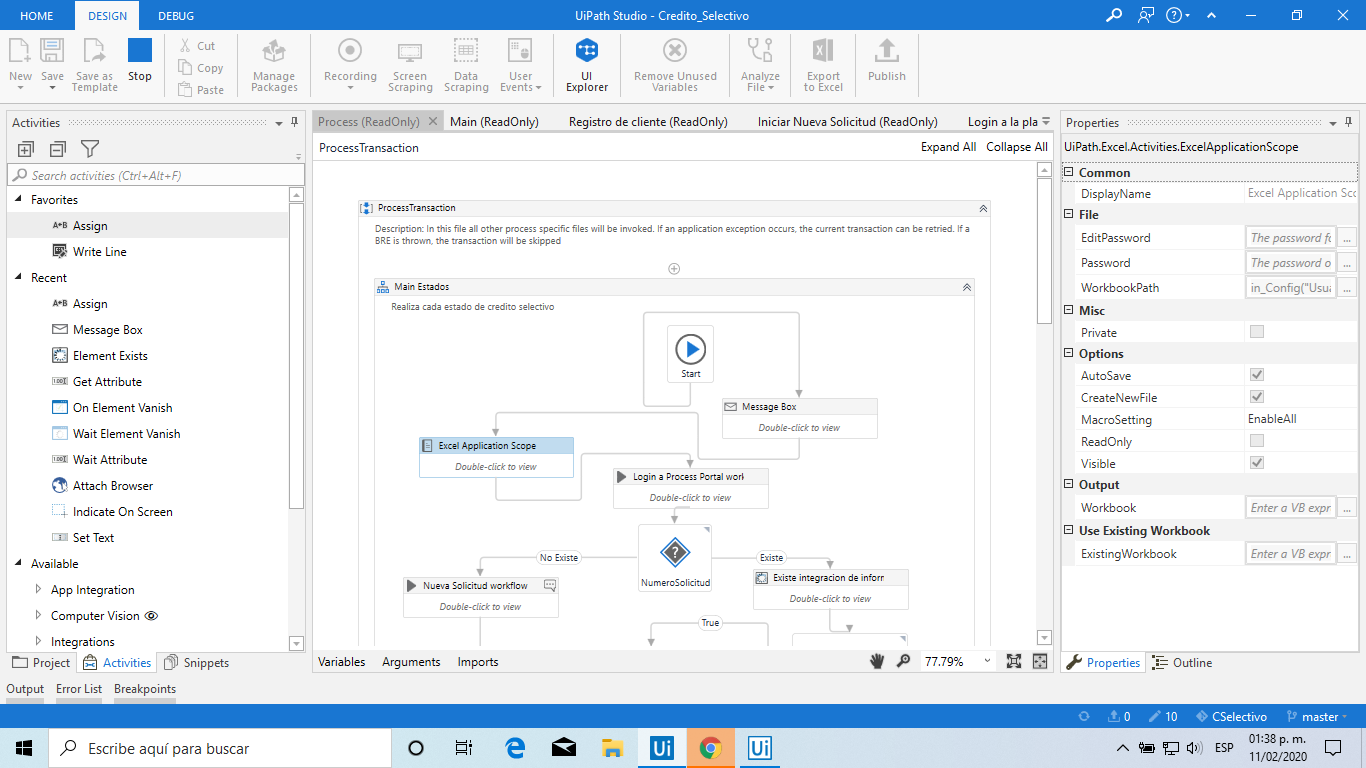 HOME
DESIGN
DEBUG
UiPath Studio - Credito_Selectivo
New
Save
Save as Template
Stop
Cut
Copy
Paste
Manage Packages
Recording
Screen Scraping
Data Scraping
User Events
UI Explorer
Remove Unused Variables
Analyze File
Export to Excel
Publish
Activities
Search activities (Ctrl+Alt+F)
Favorites
Assign
Write Line
Recent
Assign
Message Box
Element Exists
Get Attribute
On Element Vanish
Wait Element Vanish
Wait Attribute
Attach Browser
Indicate On Screen
Set Text
Available
App Integration
Computer Vision
Integrations
Project
Activities
Snippets
Process (ReadOnly)
Main (ReadOnly)
Registro de cliente (ReadOnly)
Iniciar Nueva Solicitud (ReadOnly)
Login a la pla
ProcessTransaction
Expand All
Collapse All
ProcessTransaction
Description: In this file all other process specific files will be invoked. If an application exception occurs, the current transaction can be retried. If a
BRE is thrown, the transaction will be skipped
Main Estados
Realiza cada estado de credito selectivo
Start
Message Box
Double-click to view
Excel Application Scope
Double-click to view
Login a Process Portal work
Double-click to view
No Existe
Existe
NumeroSolicitud
Nueva Solicitud workflow
Double-click to view
Existe integracion de inforr
Double-click to view
True
Variables
Arguments
Imports
77.79%
Properties
UiPath.Excel.Activities.ExcelApplicationScope
Common
DisplayName
Excel Application Sco
File
EditPassword
The password fo
...
Password
The password o
...
WorkbookPath
in_Config("Usua
...
Misc
Private
Options
AutoSave
CreateNewFile
MacroSetting
EnableAll
ReadOnly
Visible
Output
Workbook
Enter a VB expr
...
Use Existing Workbook
ExistingWorkbook
Enter a VB expr
...
Properties
Outline
Output
Error List
Breakpoints
0
10
CSelectivo
master
Escribe aquí para buscar
Ui
Ui
ESP
01:38 p. m.
11/02/2020